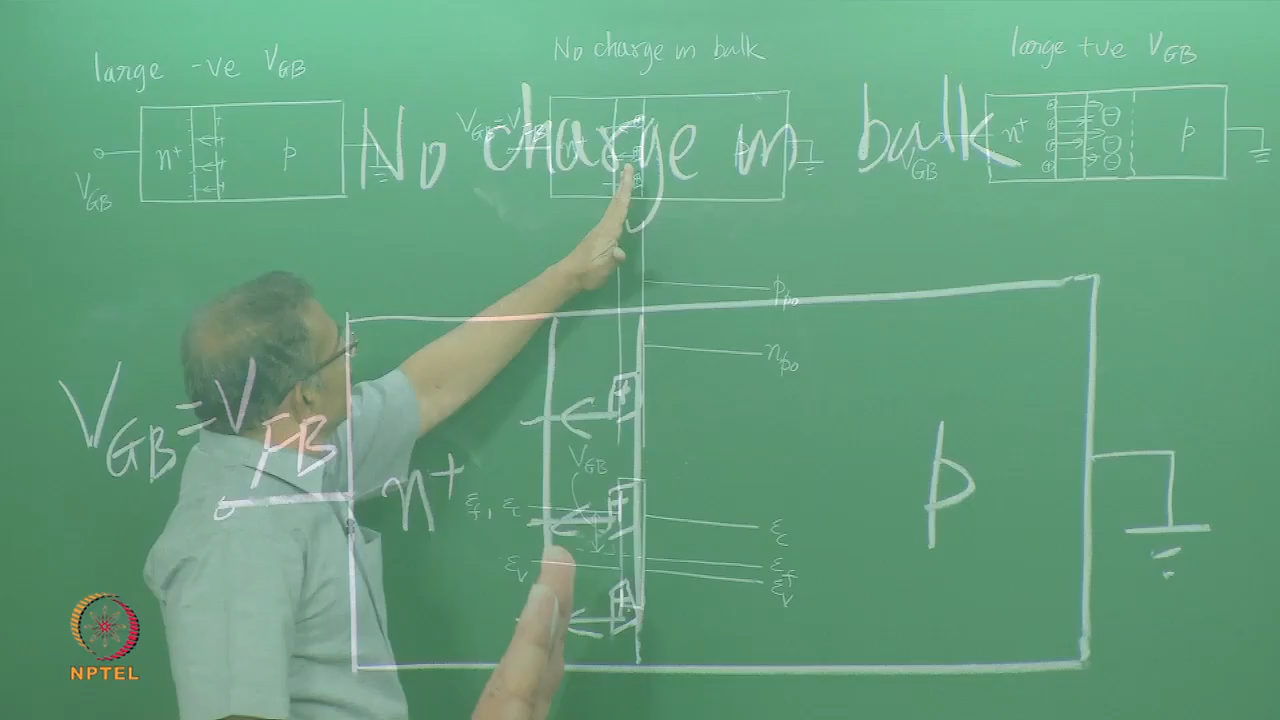 large -ve V_GB
No charge in bulk
large +ve V_GB
n+ p
V_GB
V_GB=V_FB
p
n+ p
V_GB
No charge in bulk
p_po
n_po
V_GB=V_FB
n+
p
V_GB
ε_f, ε_c
ε_v
ε_c
ε_f
ε_v
NPTEL